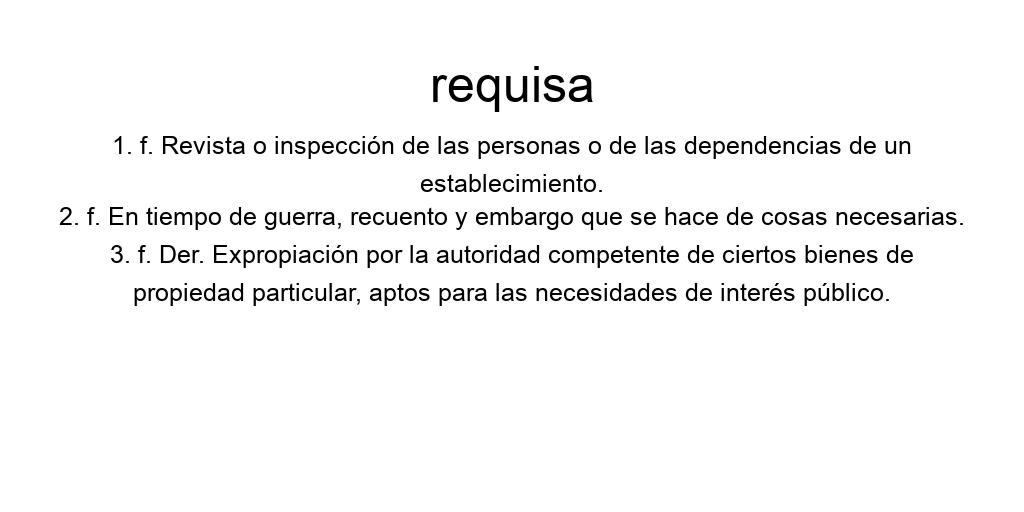 requisa
1. f. Revista o inspección de las personas o de las dependencias de un
establecimiento.
2. f. En tiempo de guerra, recuento y embargo que se hace de cosas necesarias.
3. f. Der. Expropiación por la autoridad competente de ciertos bienes de
propiedad particular, aptos para las necesidades de interés público.